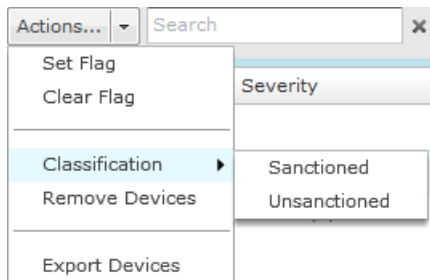 Actions... Search
Set Flag
Clear Flag
Severity
Classification
Sanctioned
Unsanctioned
Remove Devices
Export Devices